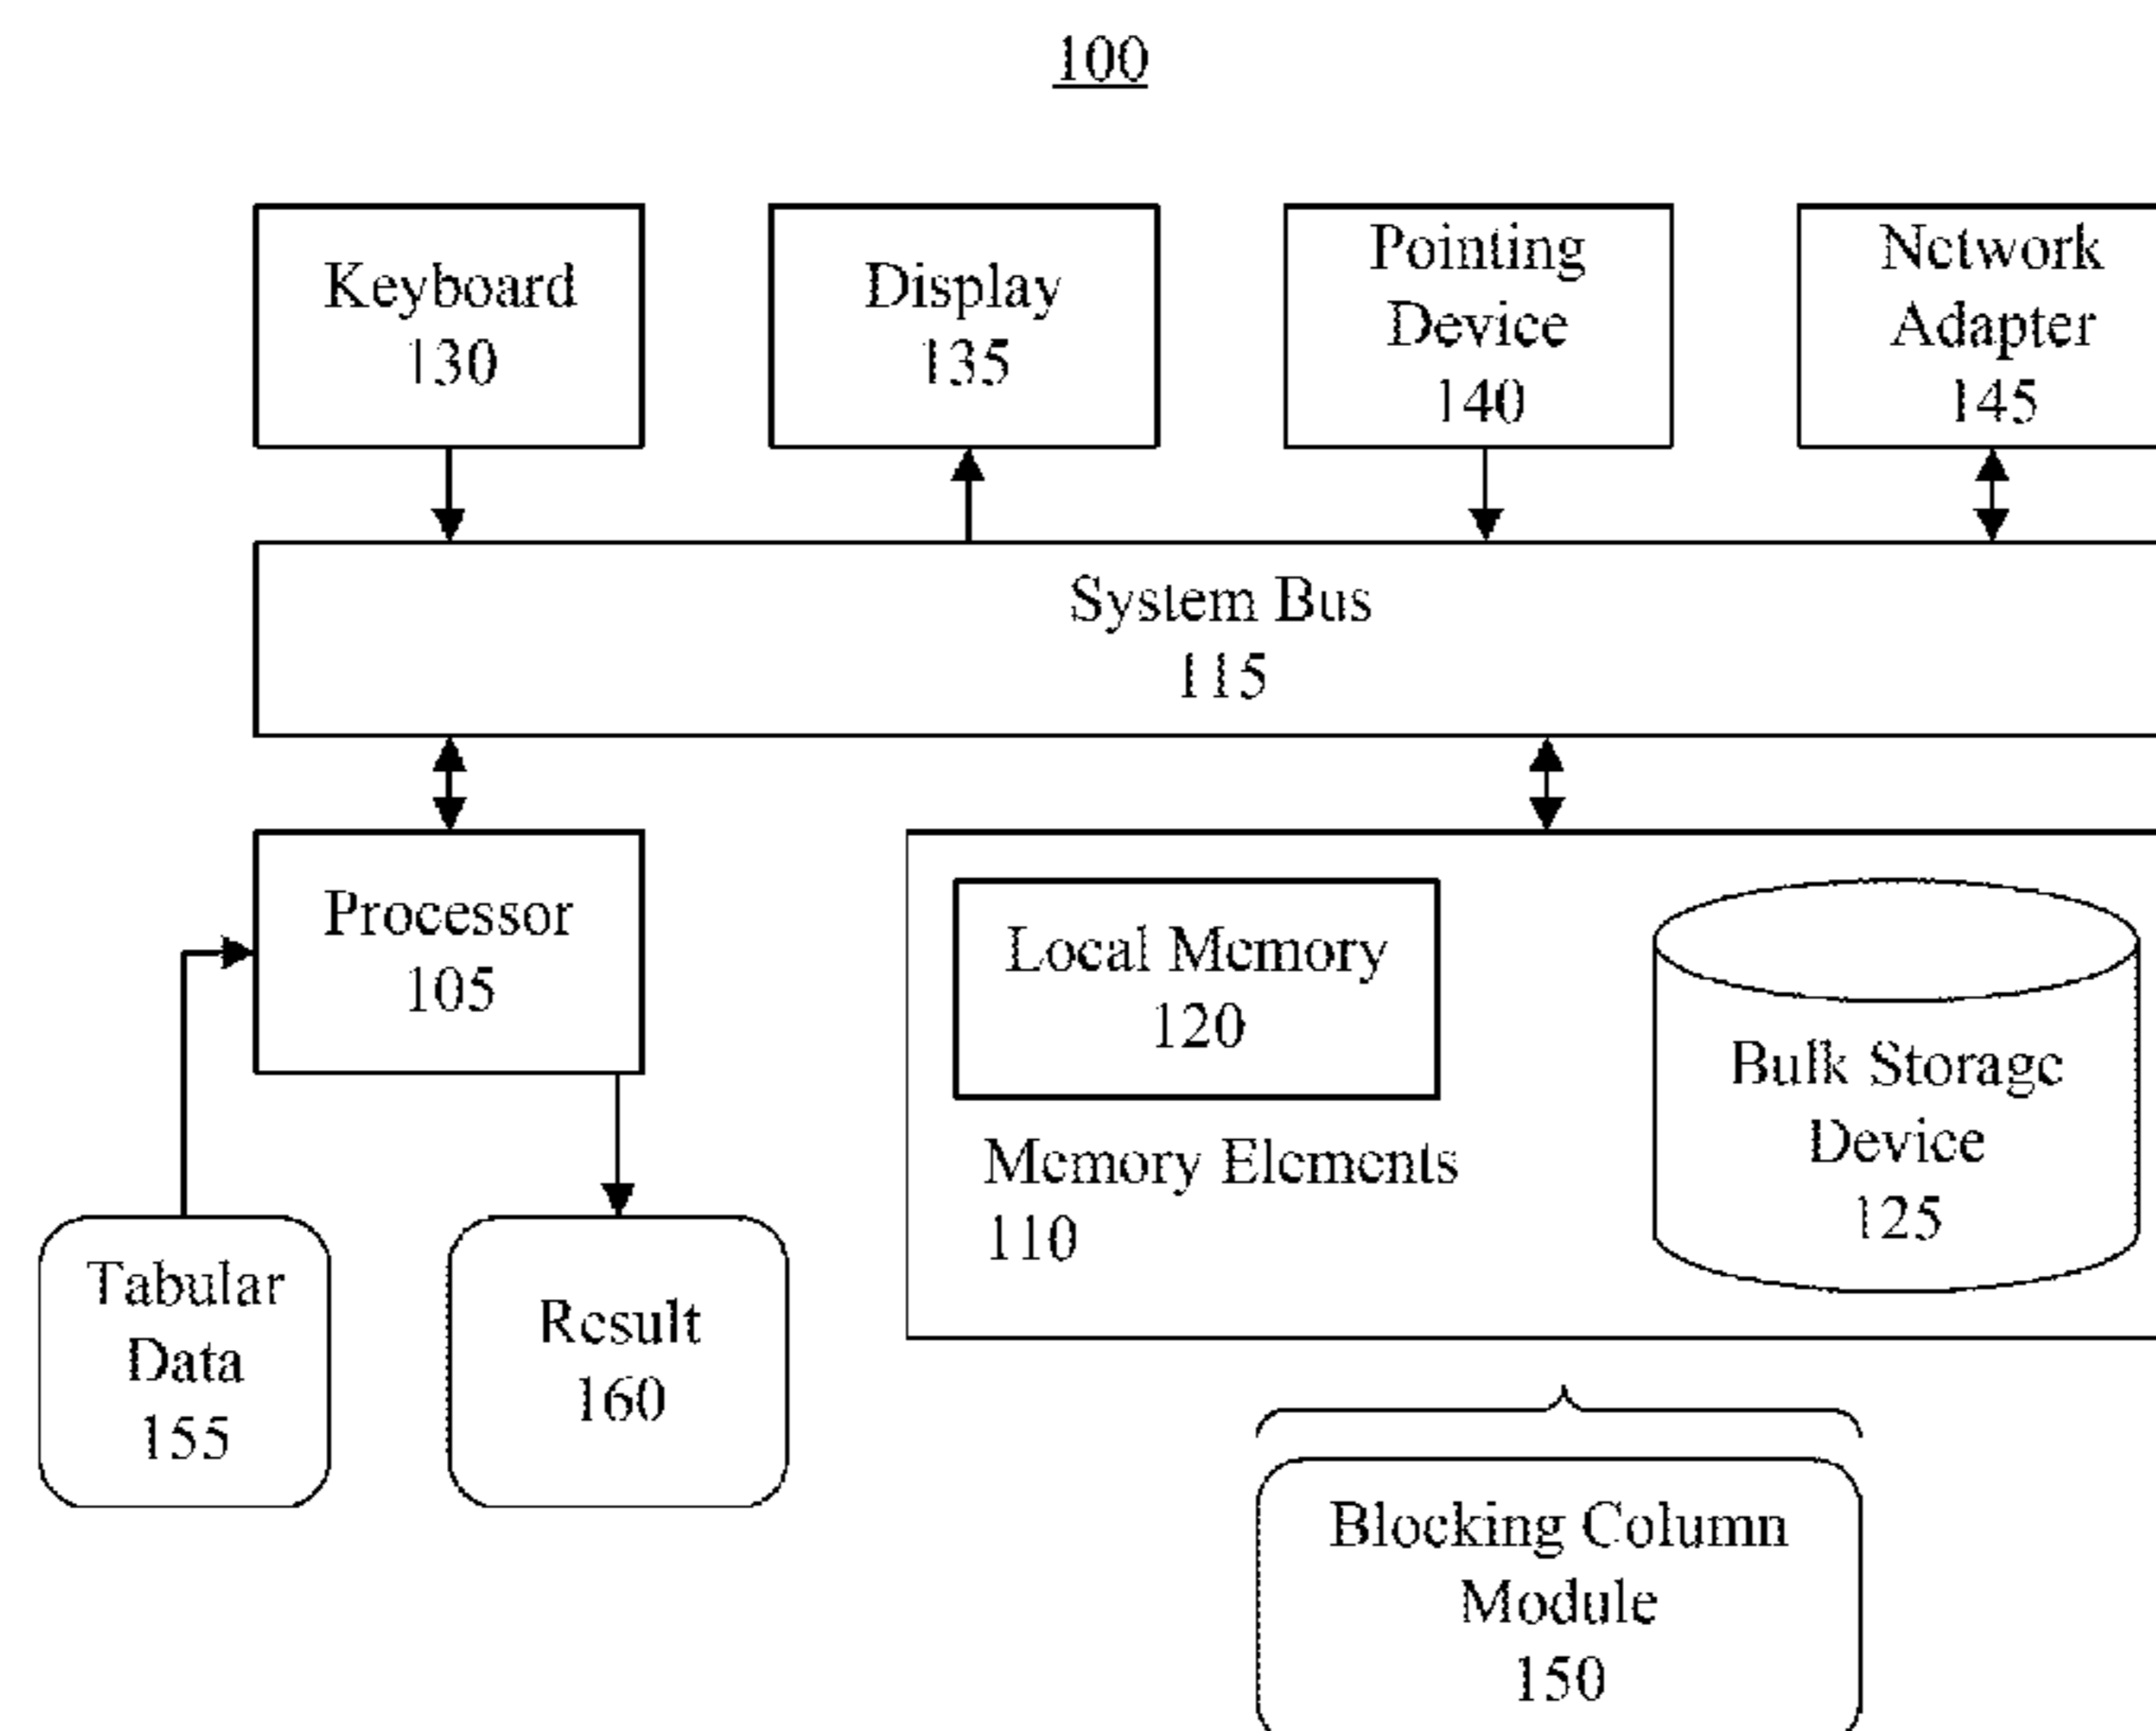 100
Keyboard
130
Display
135
Pointing
Device
140
Network
Adapter
145
System Bus
115
Processor
105
Local Memory
120
Memory Elements
110
Bulk Storage
Device
125
Tabular
Data
155
Result
160
Blocking Column
Module
150